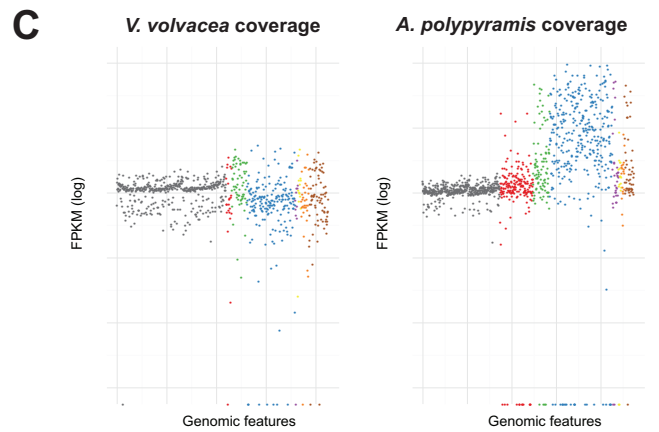 C
V. volvacea coverage
A. polypyramis coverage
FPKM (log)
FPKM (log)
Genomic features
Genomic features